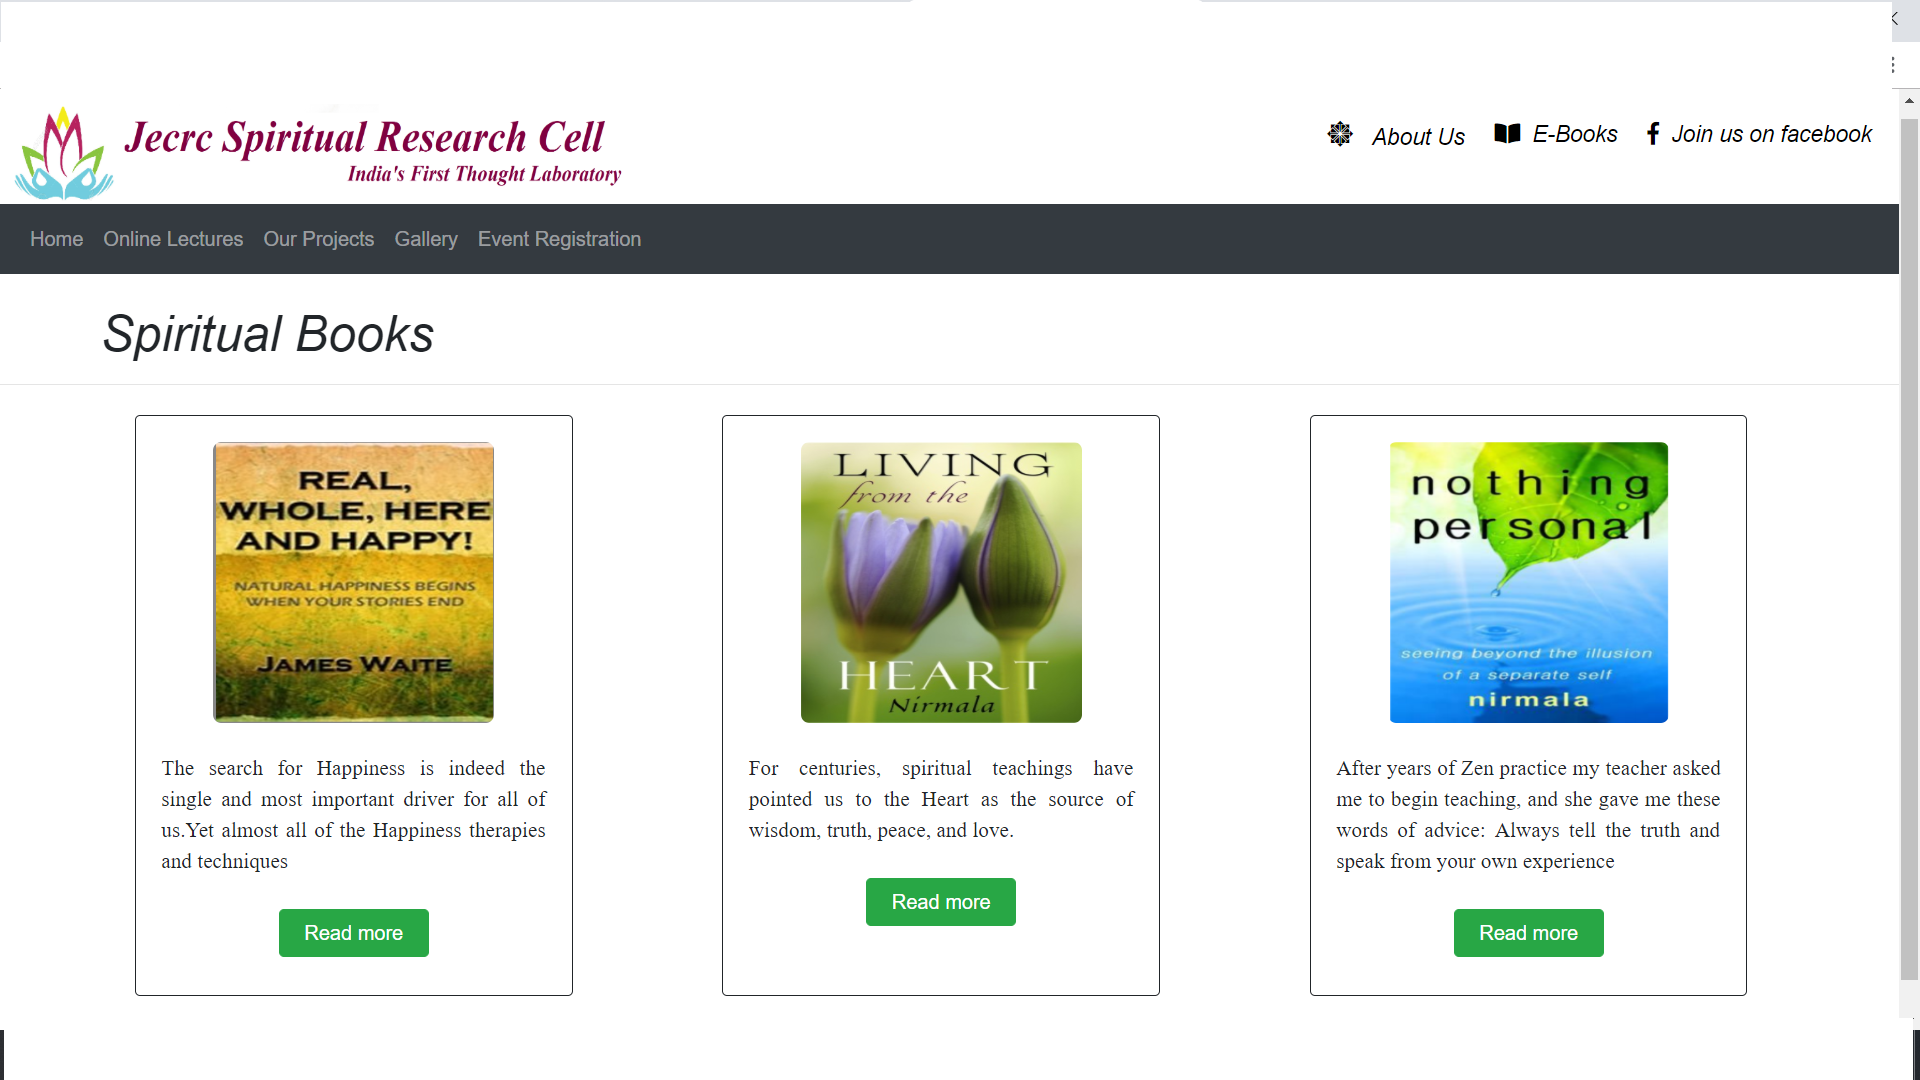 Jecrc Spiritual Research Cell
India's First Thought Laboratory
About Us
E-Books
Join us on facebook
Home
Online Lectures
Our Projects
Gallery
Event Registration
Spiritual Books
REAL,
WHOLE, HERE
AND HAPPY!
NATURAL HAPPINESS BEGINS
WHEN YOUR STORIES END
JAMES WAITE
The search for Happiness is indeed the
single and most important driver for all of
us.Yet almost all of the Happiness therapies
and techniques
Read more
LIVING
from the
HEART
Nirmala
For centuries, spiritual teachings have
pointed us to the Heart as the source of
wisdom, truth, peace, and love.
Read more
nothing
personal
seeing beyond the illusion
of a separate self
nirmala
After years of Zen practice my teacher asked
me to begin teaching, and she gave me these
words of advice: Always tell the truth and
speak from your own experience
Read more